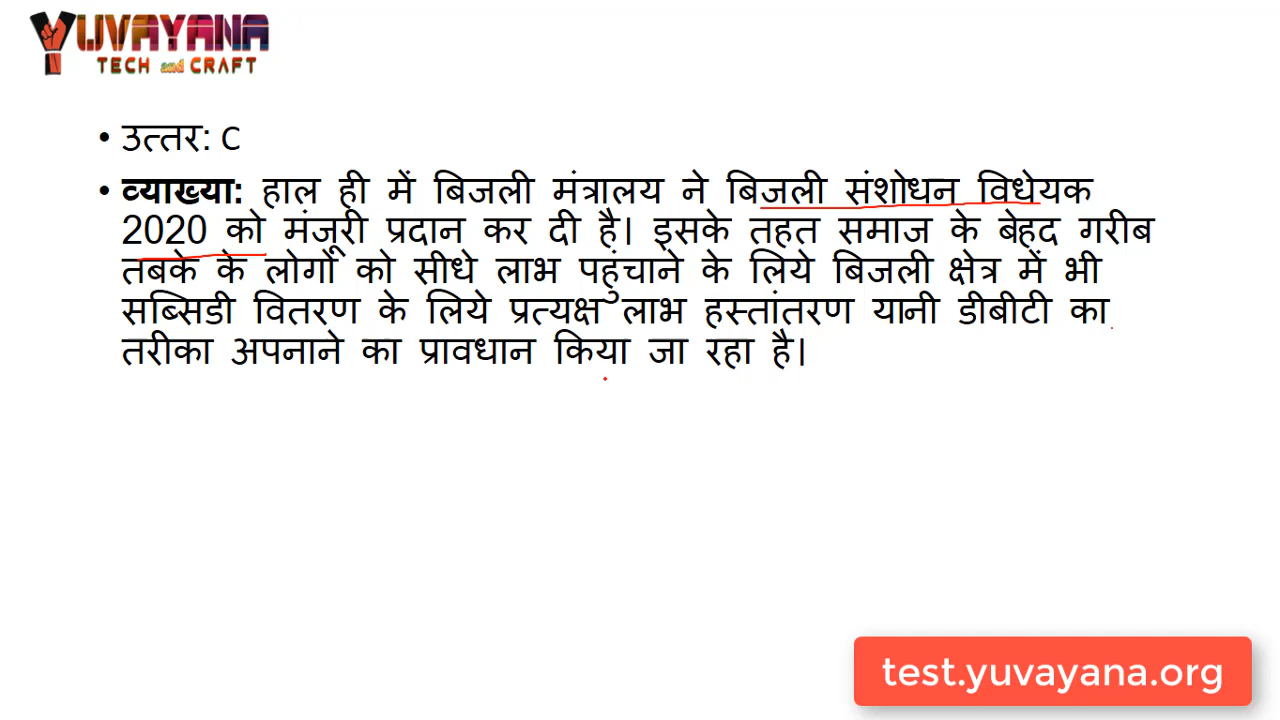 YUVAYANA
TECH and CRAFT
• उत्तर: C
• व्याख्या: हाल ही में बिजली मंत्रालय ने बिजली संशोधन विधेयक
2020 को मंजूरी प्रदान कर दी है। इसके तहत समाज के बेहद गरीब
तबके के लोगों को सीधे लाभ पहुंचाने के लिये बिजली क्षेत्र में भी
सब्सिडी वितरण के लिये प्रत्यक्ष लाभ हस्तांतरण यानी डीबीटी का
तरीका अपनाने का प्रावधान किया जा रहा है।
test.yuvayana.org